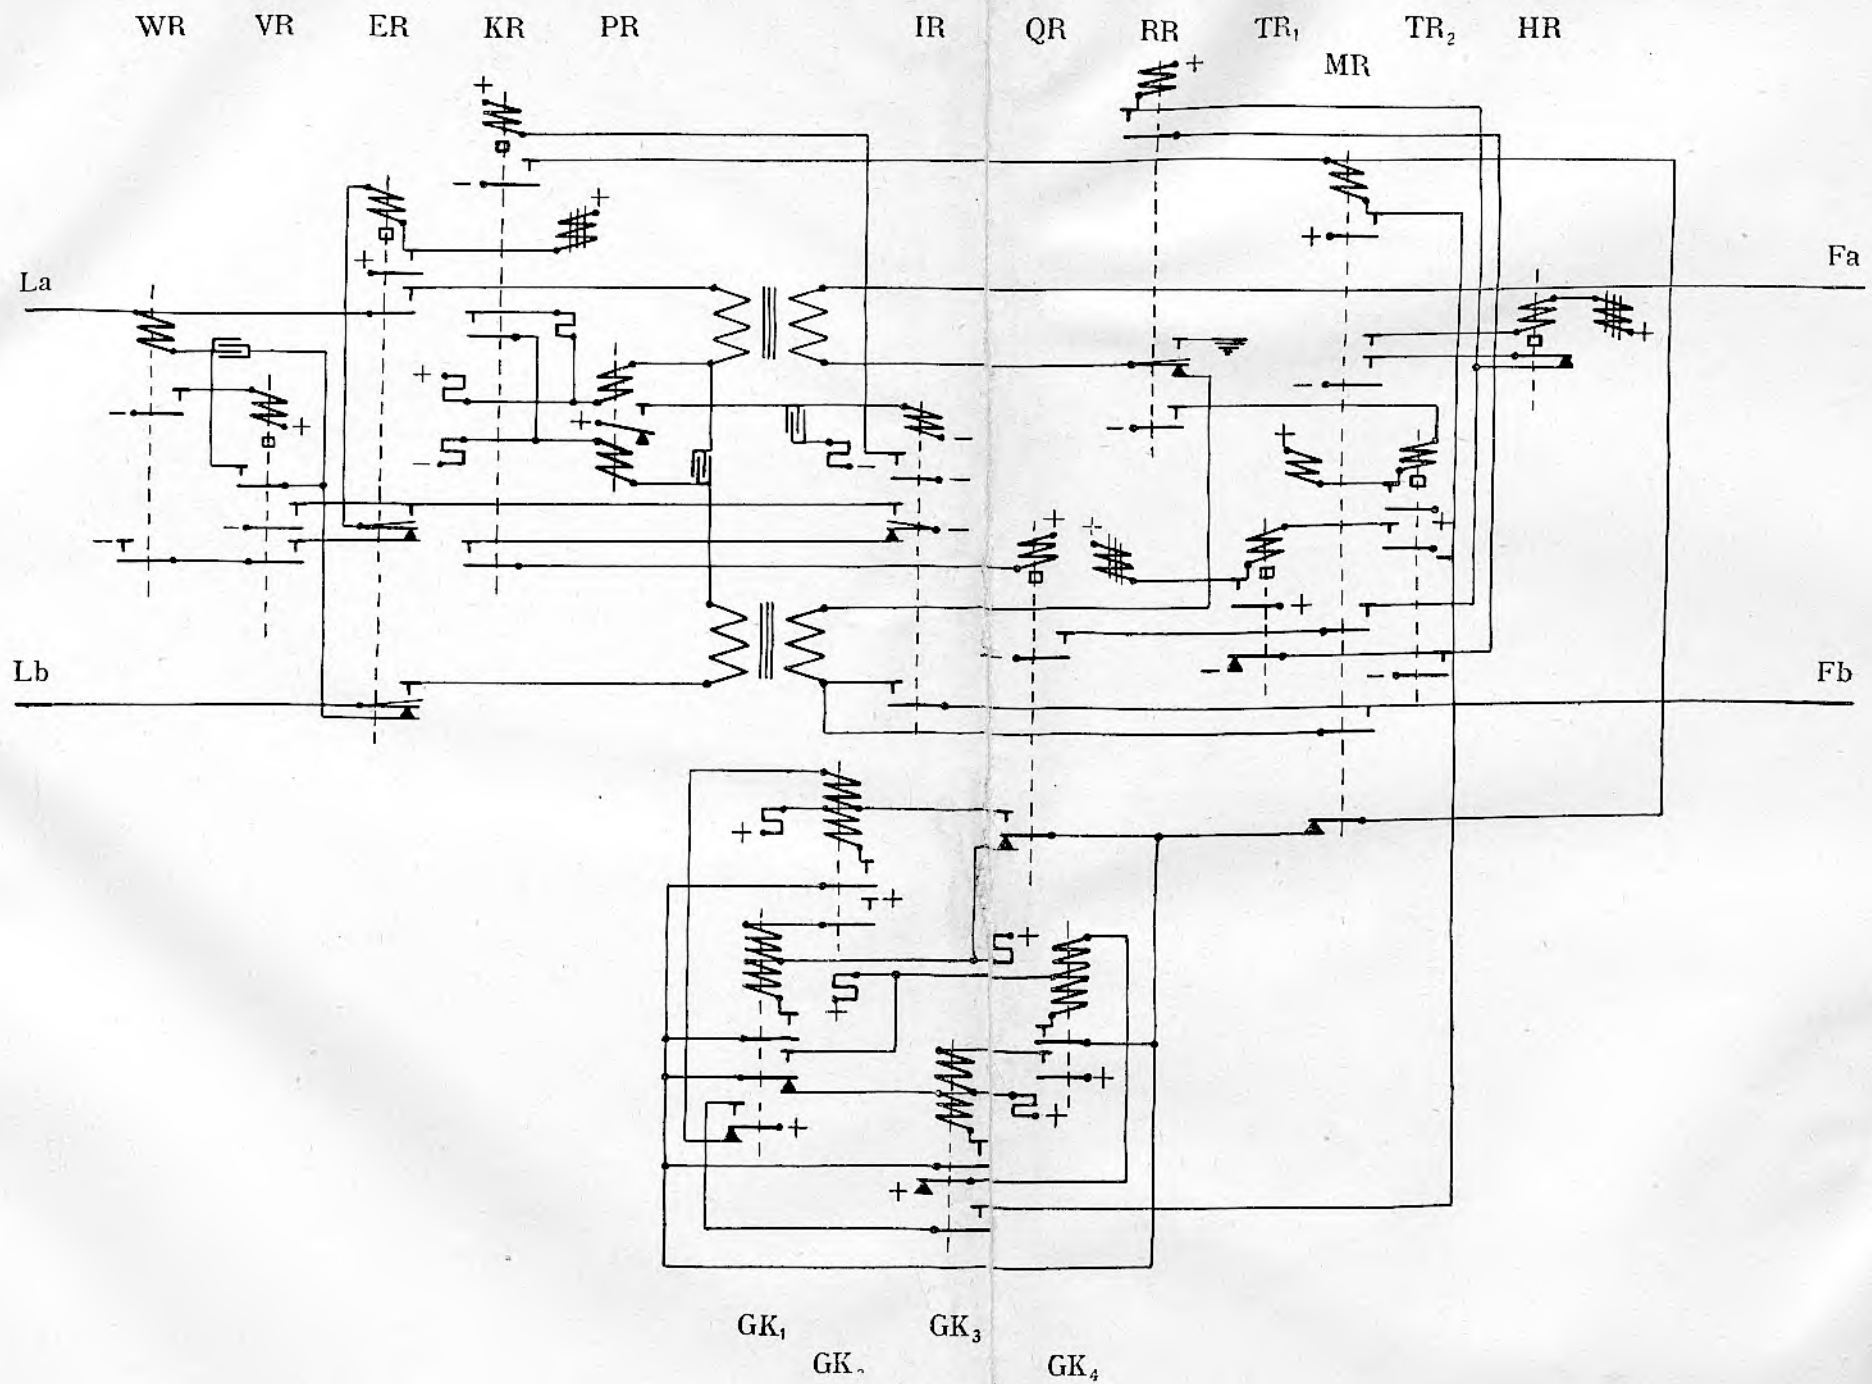 WR VR ER KR PR IR QR RR TR₁ TR₂ HR
MR
La Fa
Lb Fb
GK₁ GK₃
GK₄